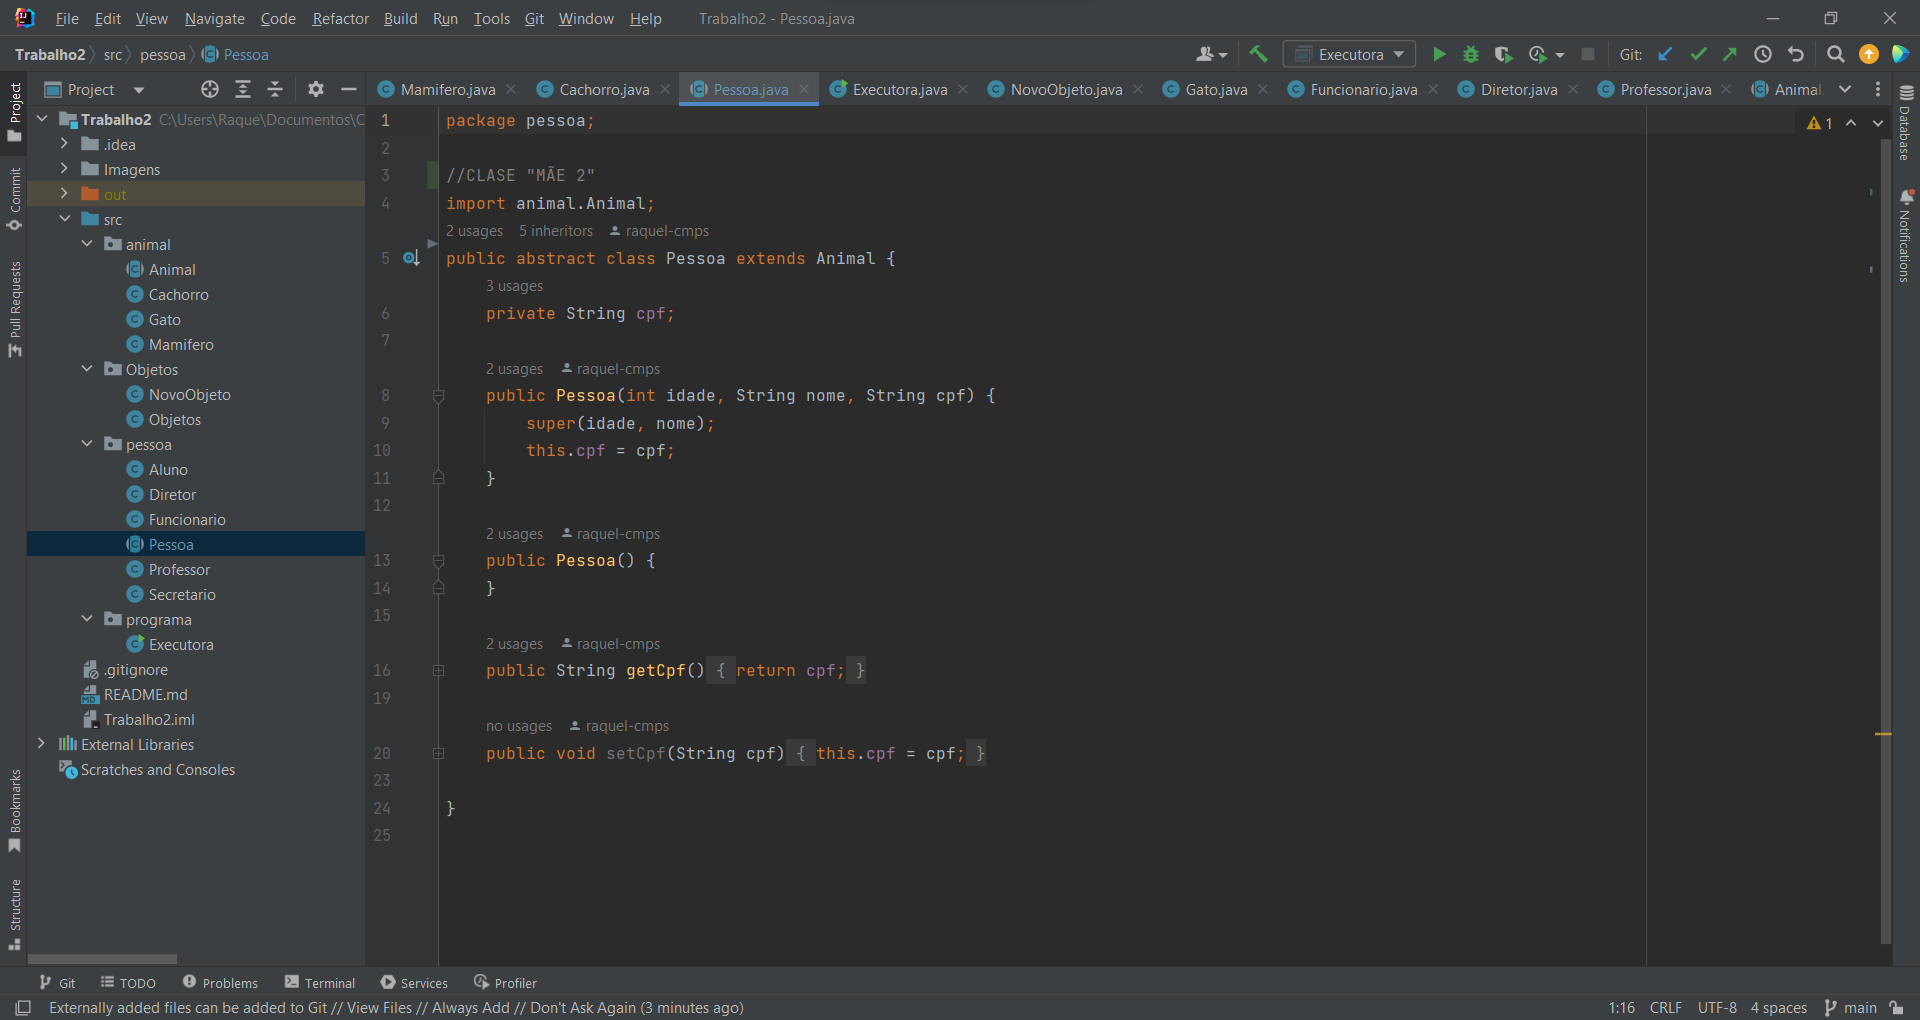 File Edit View Navigate Code Refactor Build Run Tools Git Window Help Trabalho2 - Pessoa.java
Trabalho2 src pessoa Pessoa Executora Git:
Project
Mamifero.java Cachorro.java Pessoa.java Executora.java NovoObjeto.java Gato.java Funcionario.java Diretor.java Professor.java Animal.
Trabalho2 C:\Users\Raque\Documentos\C
.idea
Imagens
out
src
animal
Animal
Cachorro
Gato
Mamifero
Objetos
NovoObjeto
Objetos
pessoa
Aluno
Diretor
Funcionario
Pessoa
Professor
Secretario
programa
Executora
.gitignore
README.md
Trabalho2.iml
External Libraries
Scratches and Consoles
Project
Commit
Pull Requests
Bookmarks
Structure
1 package pessoa;
2
3 //CLASE "MÃE 2"
4 import animal.Animal;
2 usages 5 inheritors raquel-cmps
5 public abstract class Pessoa extends Animal {
3 usages
6 private String cpf;
7
2 usages raquel-cmps
8 public Pessoa(int idade, String nome, String cpf) {
9 super(idade, nome);
10 this.cpf = cpf;
11 }
12
2 usages raquel-cmps
13 public Pessoa() {
14 }
15
2 usages raquel-cmps
16 public String getCpf() { return cpf; }
19
no usages raquel-cmps
20 public void setCpf(String cpf) { this.cpf = cpf; }
23
24 }
25
1
Database
Notifications
Git TODO Problems Terminal Services Profiler
Externally added files can be added to Git // View Files // Always Add // Don't Ask Again (3 minutes ago) 1:16 CRLF UTF-8 4 spaces main